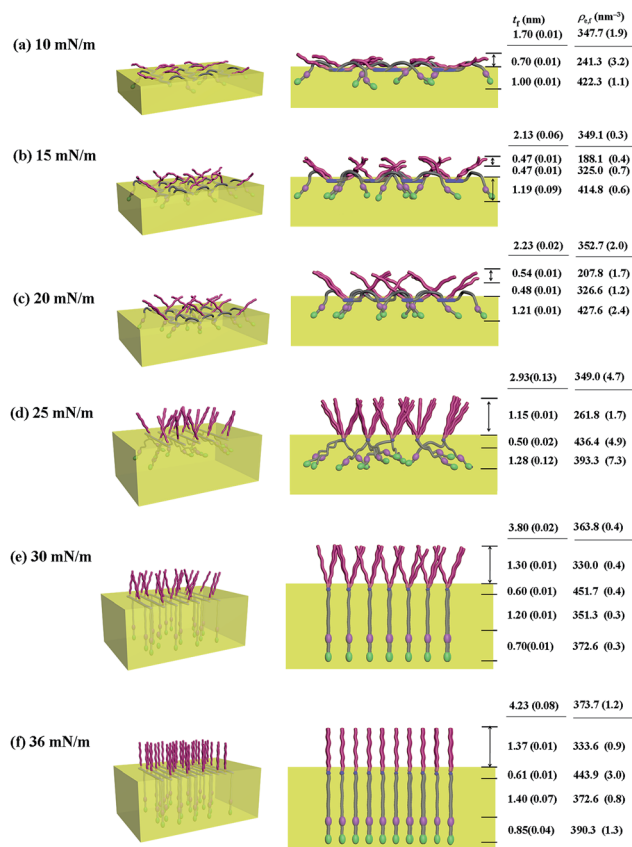 t_f (nm) ρ_e,f (nm⁻³)
1.70 (0.01) 347.7 (1.9)
(a) 10 mN/m
0.70 (0.01) 241.3 (3.2)
1.00 (0.01) 422.3 (1.1)
2.13 (0.06) 349.1 (0.3)
(b) 15 mN/m
0.47 (0.01) 188.1 (0.4)
0.47 (0.01) 325.0 (0.7)
1.19 (0.09) 414.8 (0.6)
2.23 (0.02) 352.7 (2.0)
0.54 (0.01) 207.8 (1.7)
(c) 20 mN/m
0.48 (0.01) 326.6 (1.2)
1.21 (0.01) 427.6 (2.4)
2.93(0.13) 349.0 (4.7)
(d) 25 mN/m
1.15 (0.01) 261.8 (1.7)
0.50 (0.02) 436.4 (4.9)
1.28 (0.12) 393.3 (7.3)
3.80 (0.02) 363.8 (0.4)
(e) 30 mN/m
1.30 (0.01) 330.0 (0.4)
0.60 (0.01) 451.7 (0.4)
1.20 (0.01) 351.3 (0.3)
0.70(0.01) 372.6 (0.3)
4.23 (0.08) 373.7 (1.2)
(f) 36 mN/m
1.37 (0.01) 333.6 (0.9)
0.61 (0.01) 443.9 (3.0)
1.40 (0.07) 372.6 (0.8)
0.85(0.04) 390.3 (1.3)